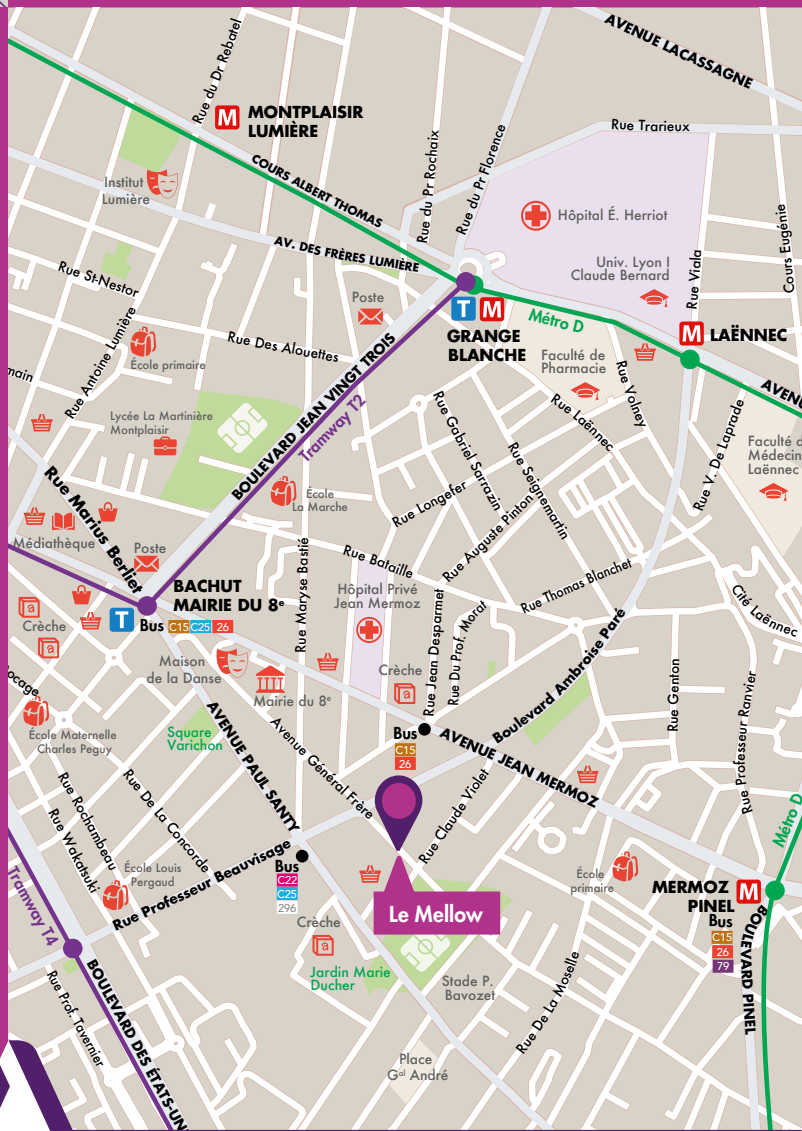 AVENUE LACASSAGNE
Rue du Dr Rebatel
M
MONTPLAISIR
LUMIÈRE
Rue Trarieux
COURS ALBERT THOMAS
Rue du Pr Rochaix
Rue du Pr Florence
Institut
Lumière
Hôpital É. Herriot
Cours Eugénie
AV. DES FRÈRES LUMIÈRE
Univ. Lyon I
Claude Bernard
Rue Viala
Rue St-Nestor
Poste
T M
GRANGE
BLANCHE
Métro D
M
LAËNNEC
Rue Antoine Lumière
Rue Des Alouettes
École primaire
BOULEVARD JEAN VINGT TROIS
Tramway T2
Faculté de
Pharmacie
Rue Volney
AVENU
main
Lycée La Martinière
Montplaisir
Rue Gabriel Sarrazin
Rue Laënnec
Rue V. De Laprade
Faculté d
Médecin
Laënnec
Rue Seignemartin
Rue Marius Berliet
École
La Marche
Rue Longefer
Rue Auguste Pinton
Médiathèque
Poste
Rue Maryse Bastié
Rue Bataille
BACHUT
MAIRIE DU 8e
Hôpital Privé
Jean Mermoz
Rue Thomas Blanchet
Cité Laënnec
a
Crèche
a
T
Bus C15 C25 26
Rue Jean Desparmet
Rue Du Prof. Morat
Boulevard Ambroise Paré
Maison
de la Danse
Mairie du 8e
Crèche
a
Rue Genton
Rue Professeur Ranvier
ocage
École Maternelle
Charles Peguy
Square
Varichon
AVENUE PAUL SANTY
Avenue Général Frère
Bus
C15
26
AVENUE JEAN MERMOZ
Rue Rochambeau
Rue Wakatsuki
Rue De La Concorde
Rue Claude Violet
Métro D
École Louis
Pergaud
Rue Professeur Beauvisage
Bus
C22
C25
296
École
primaire
MERMOZ
PINEL
M
Bus
C15
26
79
BOULEVARD PINEL
Tramway T4
Le Mellow
Crèche
a
Jardin Marie
Ducher
Stade P.
Bavozet
Rue De La Moselle
BOULEVARD DES ÉTATS-UN
Rue Prof. Tavernier
Place
Gal André